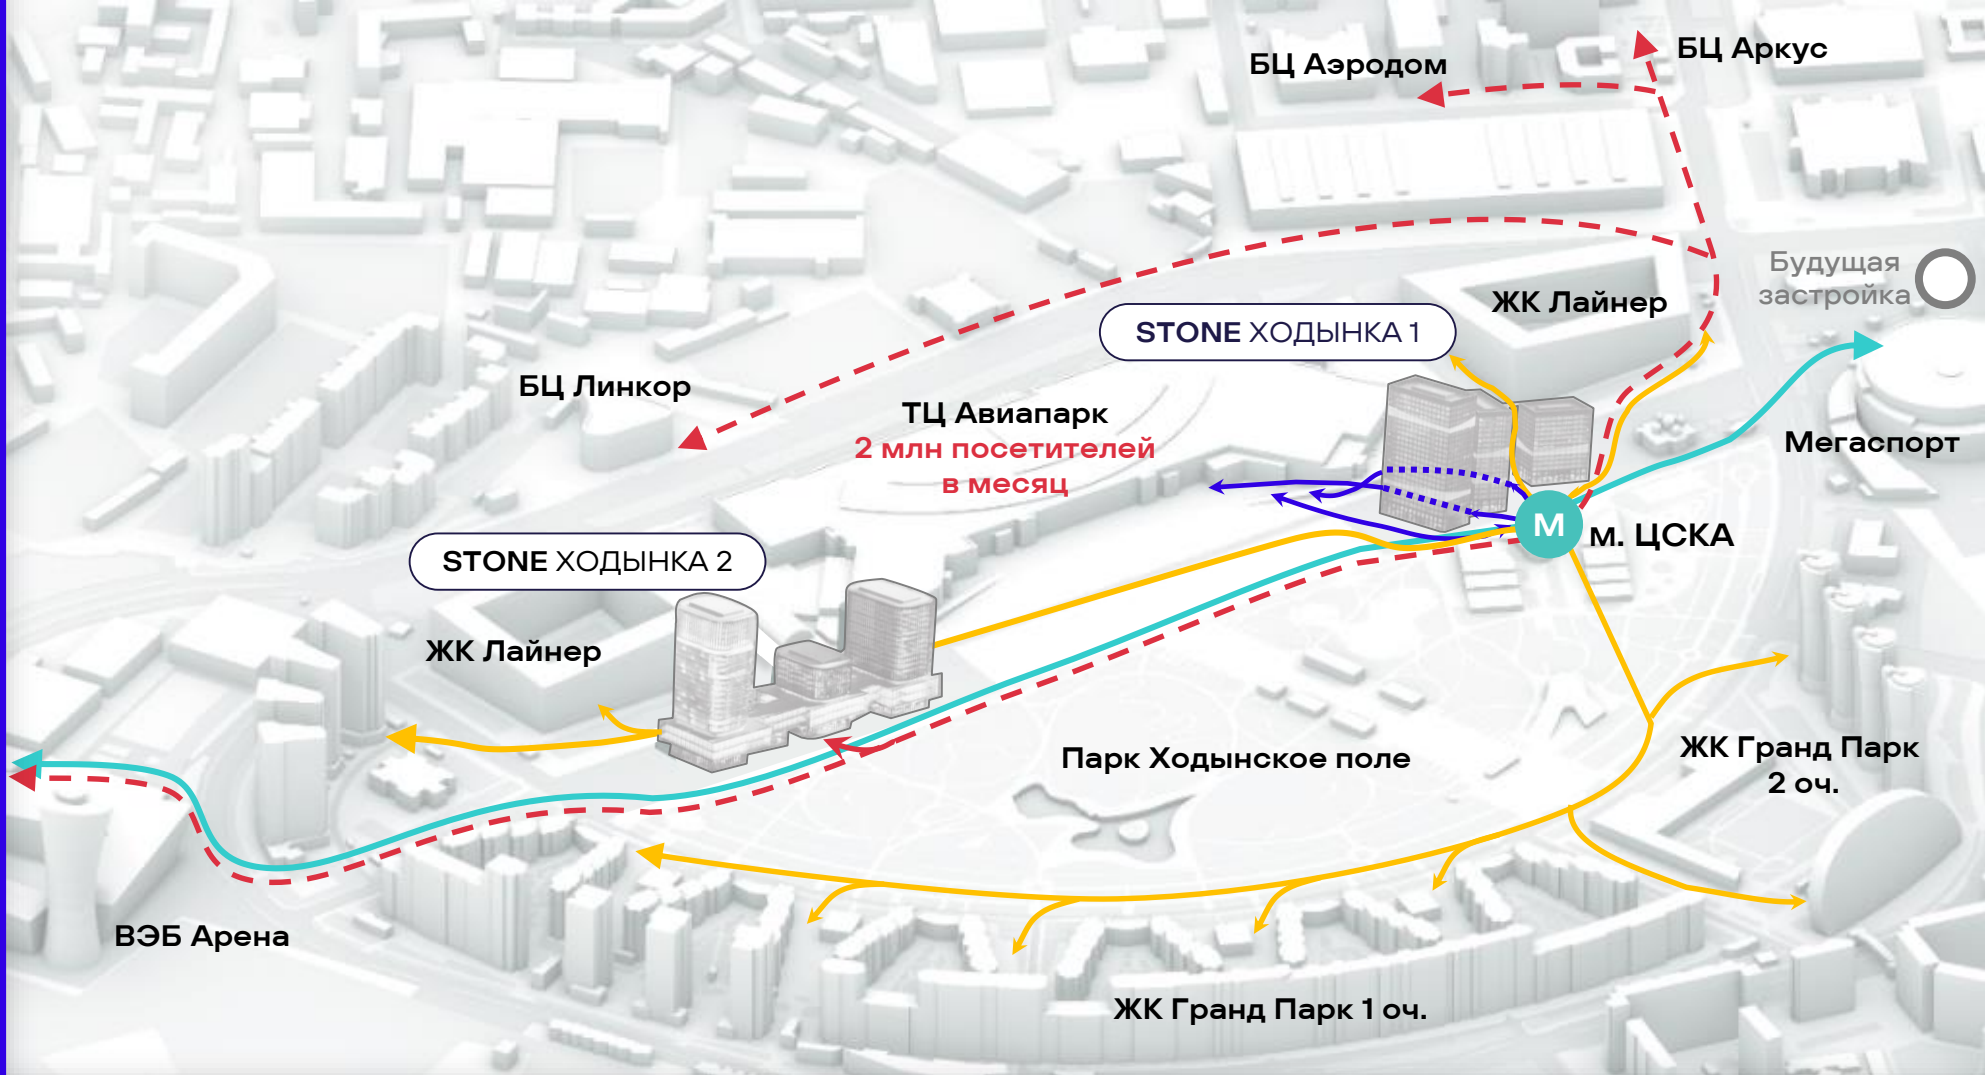 БЦ Аркус
БЦ Аэродом
Будущая
застройка
ЖК Лайнер
STONE ХОДЫНКА 1
БЦ Линкор
ТЦ Авиапарк
2 млн посетителей
в месяц
Мегаспорт
М
м. ЦСКА
STONE ХОДЫНКА 2
ЖК Лайнер
Парк Ходынское поле
ЖК Гранд Парк
2 оч.
ВЭБ Арена
ЖК Гранд Парк 1 оч.